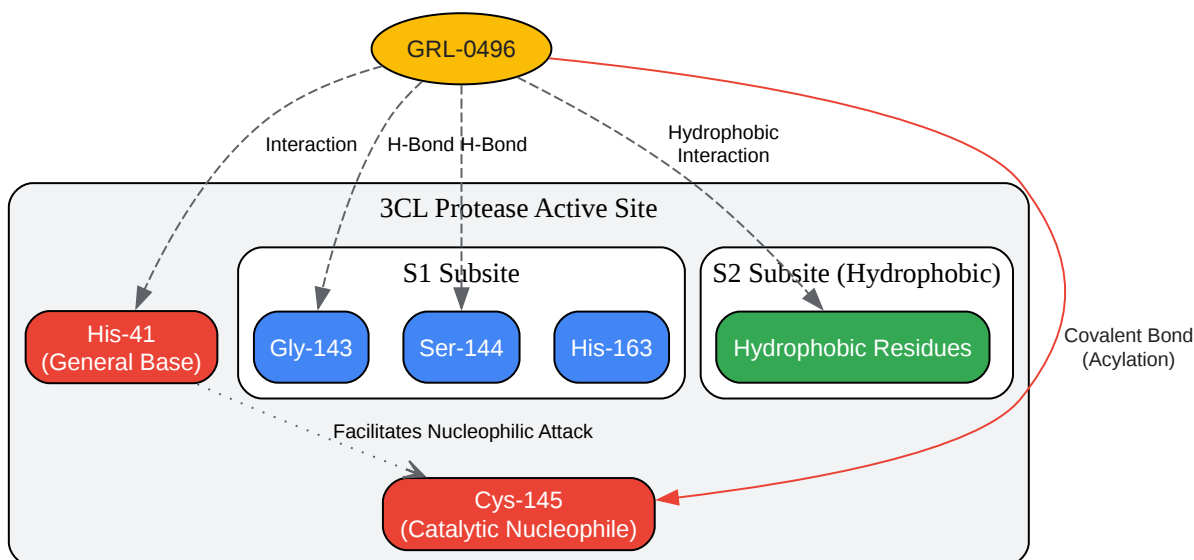 GRL-0496
Interaction
H-Bond
H-Bond
Hydrophobic
Interaction
3CL Protease Active Site
S1 Subsite
S2 Subsite (Hydrophobic)
His-41
(General Base)
Gly-143
Ser-144
His-163
Hydrophobic Residues
Covalent Bond
(Acylation)
Facilitates Nucleophilic Attack
Cys-145
(Catalytic Nucleophile)